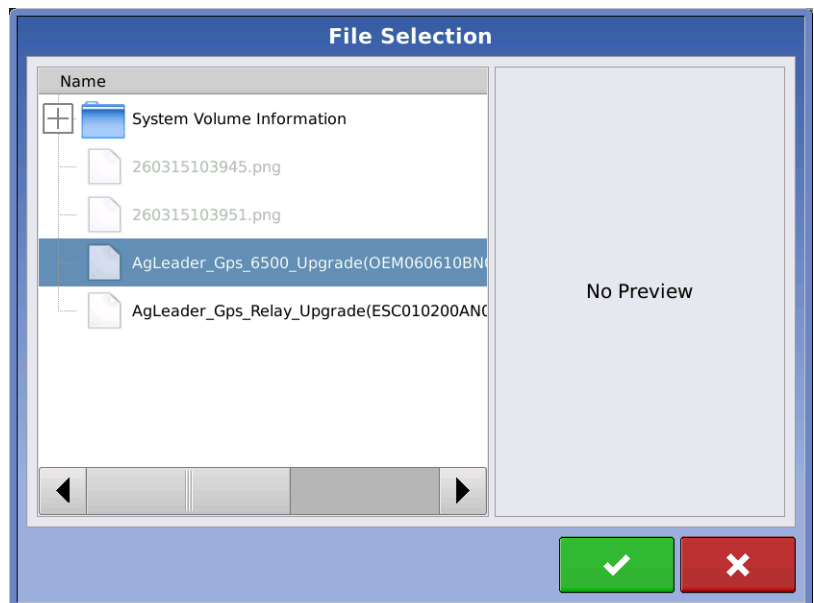 File Selection
Name
System Volume Information
260315103945.png
260315103951.png
AgLeader_Gps_6500_Upgrade(OEM060610BN
AgLeader_Gps_Relay_Upgrade(ESC010200AN
No Preview